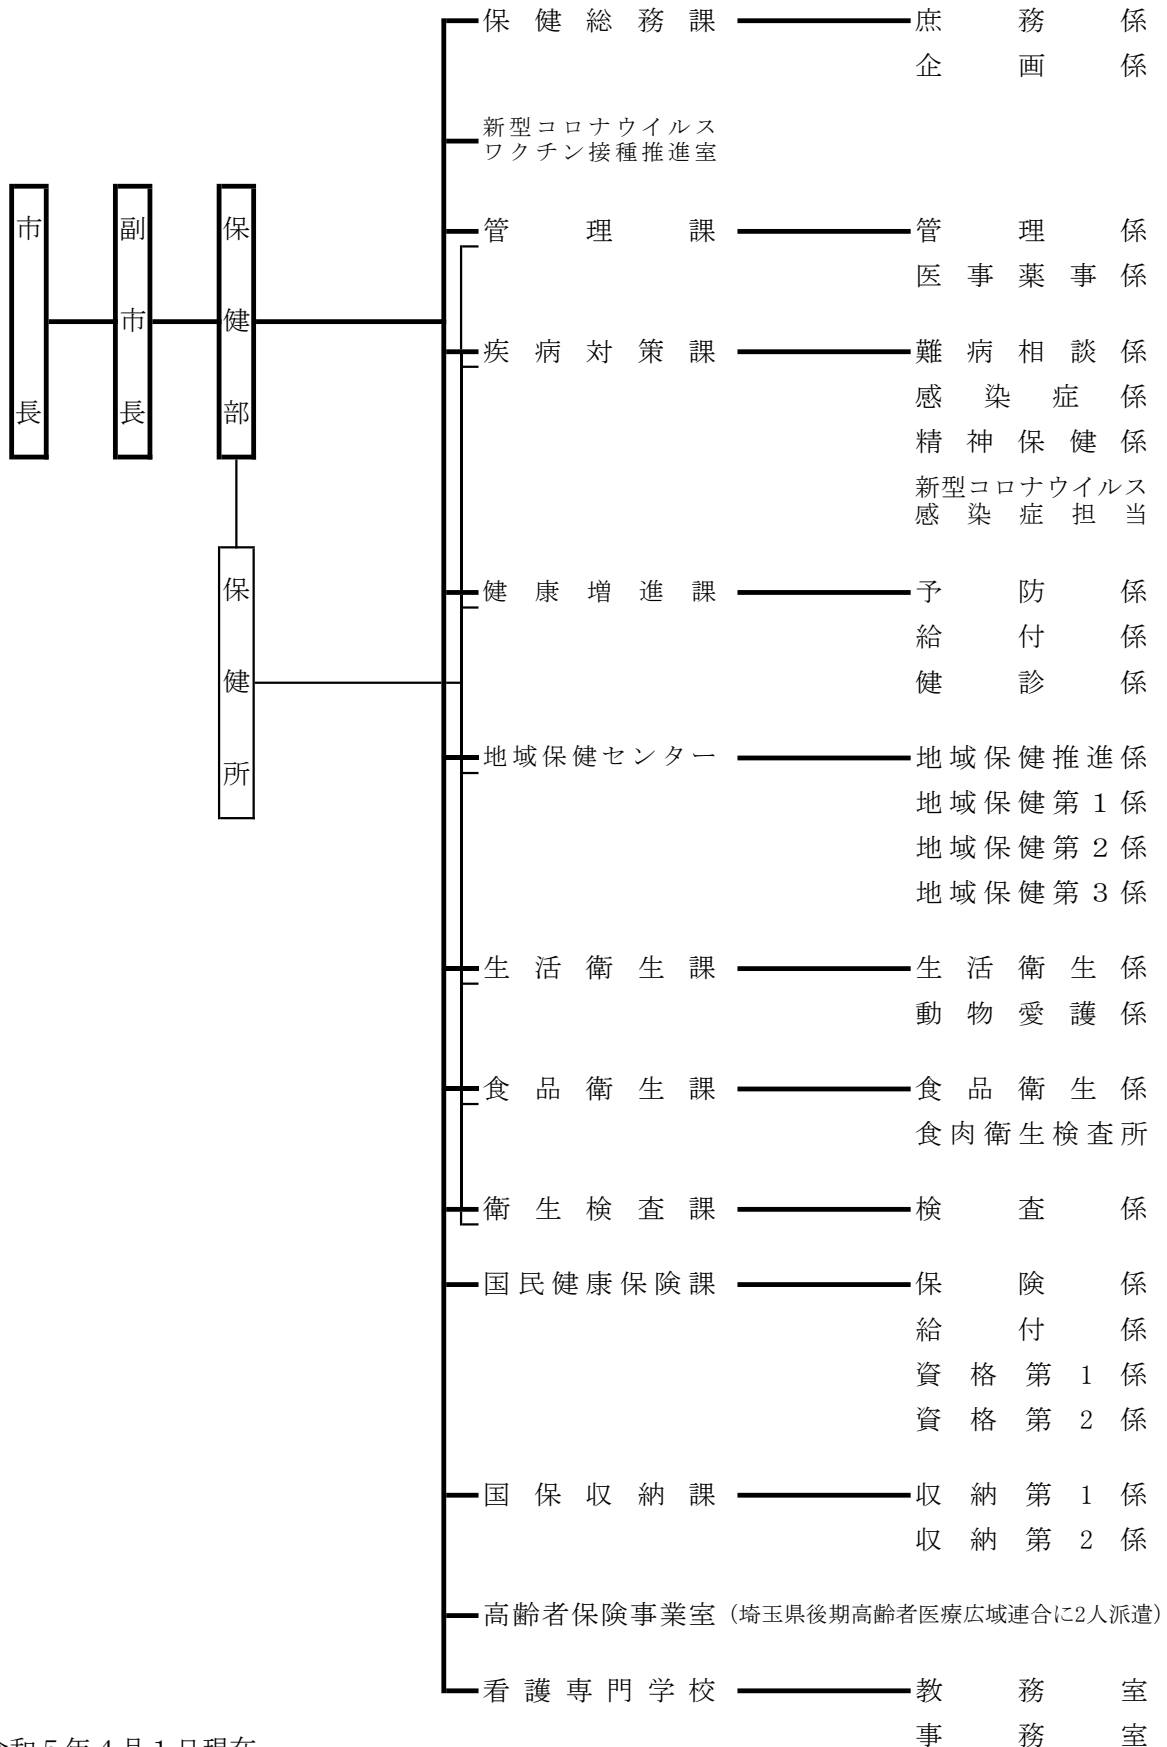 市長
副市長
保健部
保健所
保健総務課 庶務係
企画係
新型コロナウイルス
ワクチン接種推進室
管理課 管理係
医事薬事係
疾病対策課 難病相談係
感染症係
精神保健係
新型コロナウイルス
感染症担当
健康増進課 予防係
給付係
健診係
地域保健センター 地域保健推進係
地域保健第1係
地域保健第2係
地域保健第3係
生活衛生課 生活衛生係
動物愛護係
食品衛生課 食品衛生係
食肉衛生検査所
衛生検査課 検査係
国民健康保険課 保険係
給付係
資格第1係
資格第2係
国保収納課 収納第1係
収納第2係
高齢者保険事業室(埼玉県後期高齢者医療広域連合に2人派遣)
看護専門学校 教務室
事務室
令和5年4月1日現在